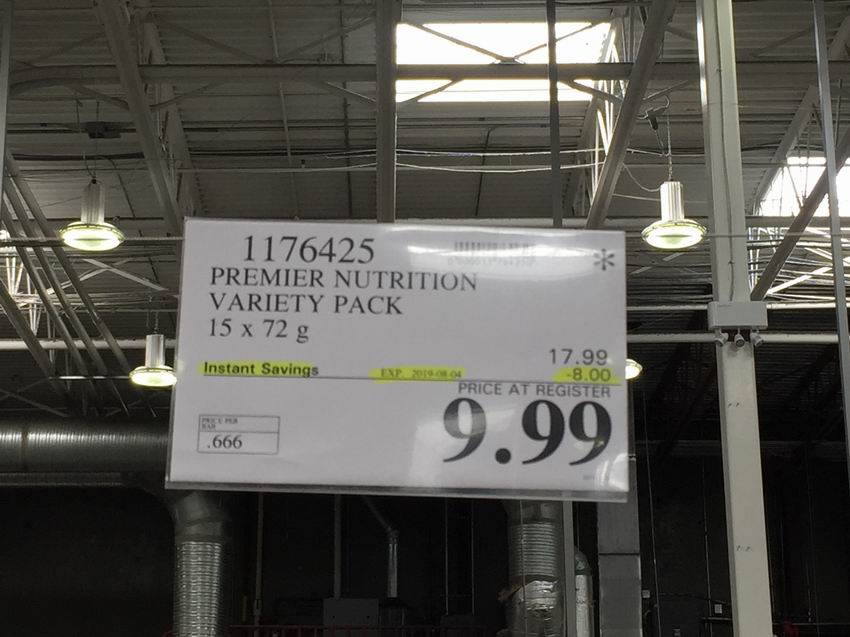 1176425
*
PREMIER NUTRITION
VARIETY PACK
15 x 72 g
17.99
Instant Savings EXP. 2019-08-04 -8.00
PRICE AT REGISTER
9.99
PRICE PER
BAR
.666